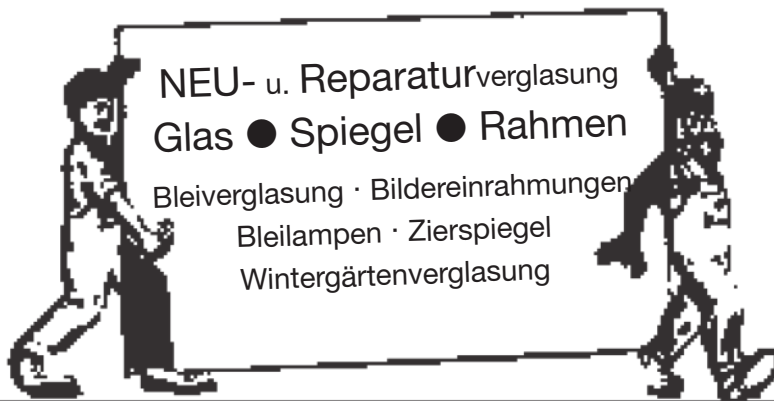 NEU- u. Reparaturverglasung
Glas ● Spiegel ● Rahmen
Bleiverglasung · Bildereinrahmungen
Bleilampen · Zierspiegel
Wintergärtenverglasung